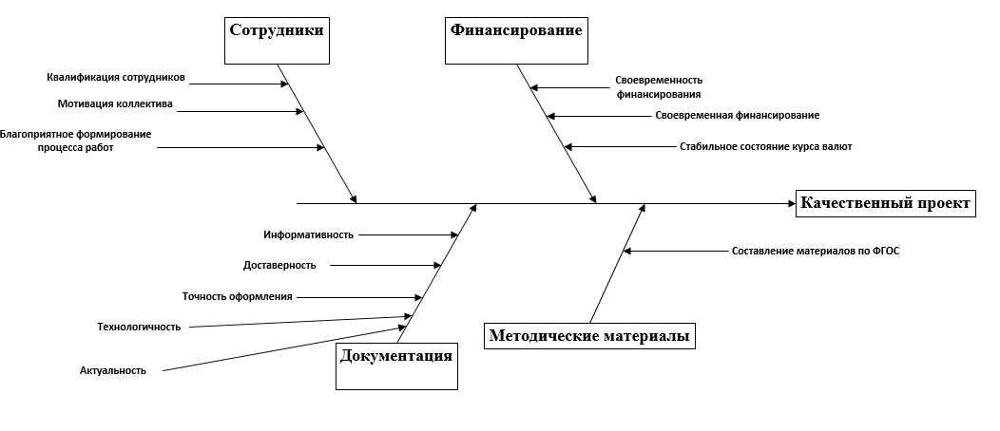 Сотрудники
Финансирование
Квалификация сотрудников
Мотивация коллектива
Благоприятное формирование
процесса работ
Своевременность
финансирования
Своевременная финансирование
Стабильное состояние курса валют
Качественный проект
Информативность
Доставерность
Точность оформления
Технологичность
Актуальность
Составление материалов по ФГОС
Методические материалы
Документация